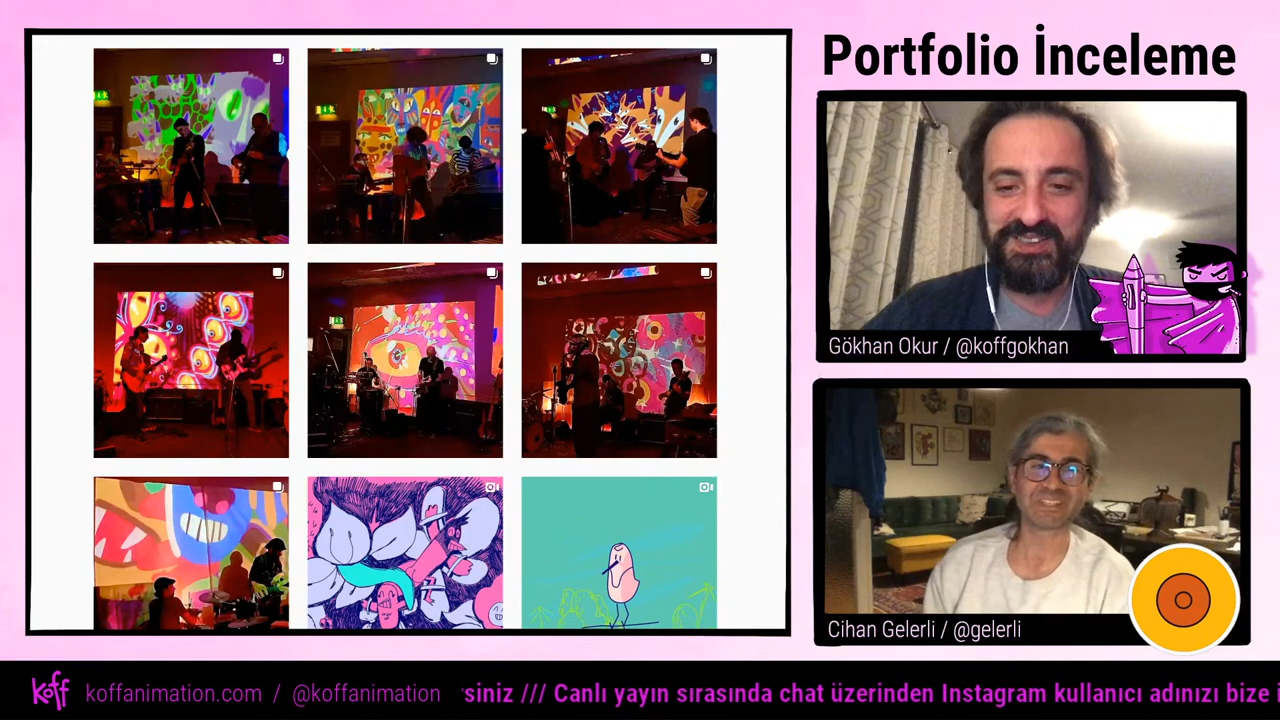 Portfolio İnceleme
Gökhan Okur / @koffgokhan
Cihan Gelerli / @gelerli
koff koffanimation.com / @koffanimation siniz /// Canlı yayın sırasında chat üzerinden Instagram kullanıcı adınızı bize